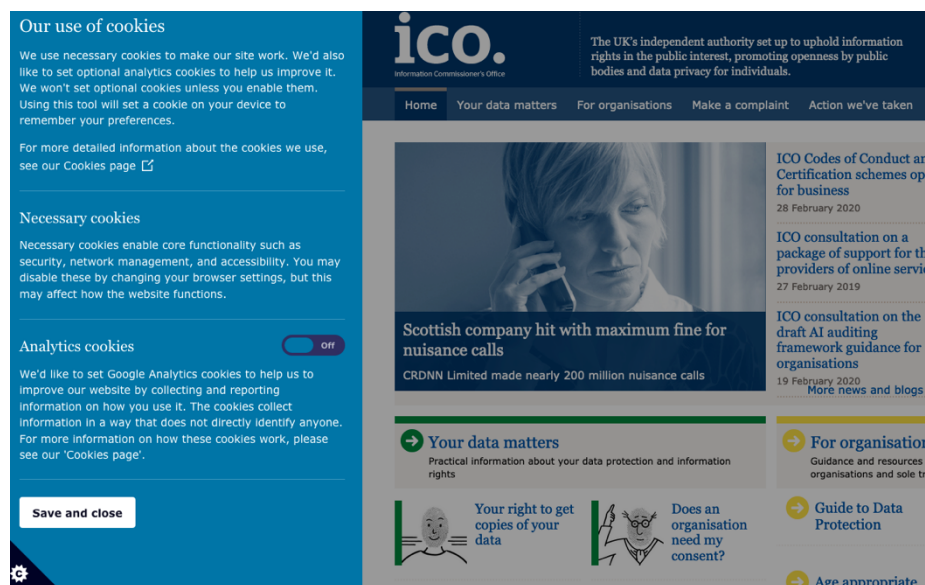 Our use of cookies
We use necessary cookies to make our site work. We'd also
like to set optional analytics cookies to help us improve it.
We won't set optional cookies unless you enable them.
Using this tool will set a cookie on your device to
remember your preferences.
For more detailed information about the cookies we use,
see our Cookies page
Necessary cookies
Necessary cookies enable core functionality such as
security, network management, and accessibility. You may
disable these by changing your browser settings, but this
may affect how the website functions.
Analytics cookies
Off
We'd like to set Google Analytics cookies to help us to
improve our website by collecting and reporting
information on how you use it. The cookies collect
information in a way that does not directly identify anyone.
For more information on how these cookies work, please
see our 'Cookies page'.
Save and close
ico.
Information Commissioner's Office
The UK's independent authority set up to uphold information
rights in the public interest, promoting openness by public
bodies and data privacy for individuals.
Home Your data matters For organisations Make a complaint Action we've taken
Scottish company hit with maximum fine for
nuisance calls
CRDNN Limited made nearly 200 million nuisance calls
ICO Codes of Conduct
Certification schemes
for business
28 February 2020
ICO consultation on a
package of support for
providers of online
27 February 2019
ICO consultation on the
draft AI auditing
framework guidance for
organisations
19 February 2020
More news and blogs
Your data matters
Practical information about your data protection and information
rights
Your right to get
copies of your
data
Does an
organisation
need my
consent?
For
Guidance and resources
organisations and sole
Guide to Data
Protection
Age appropriate